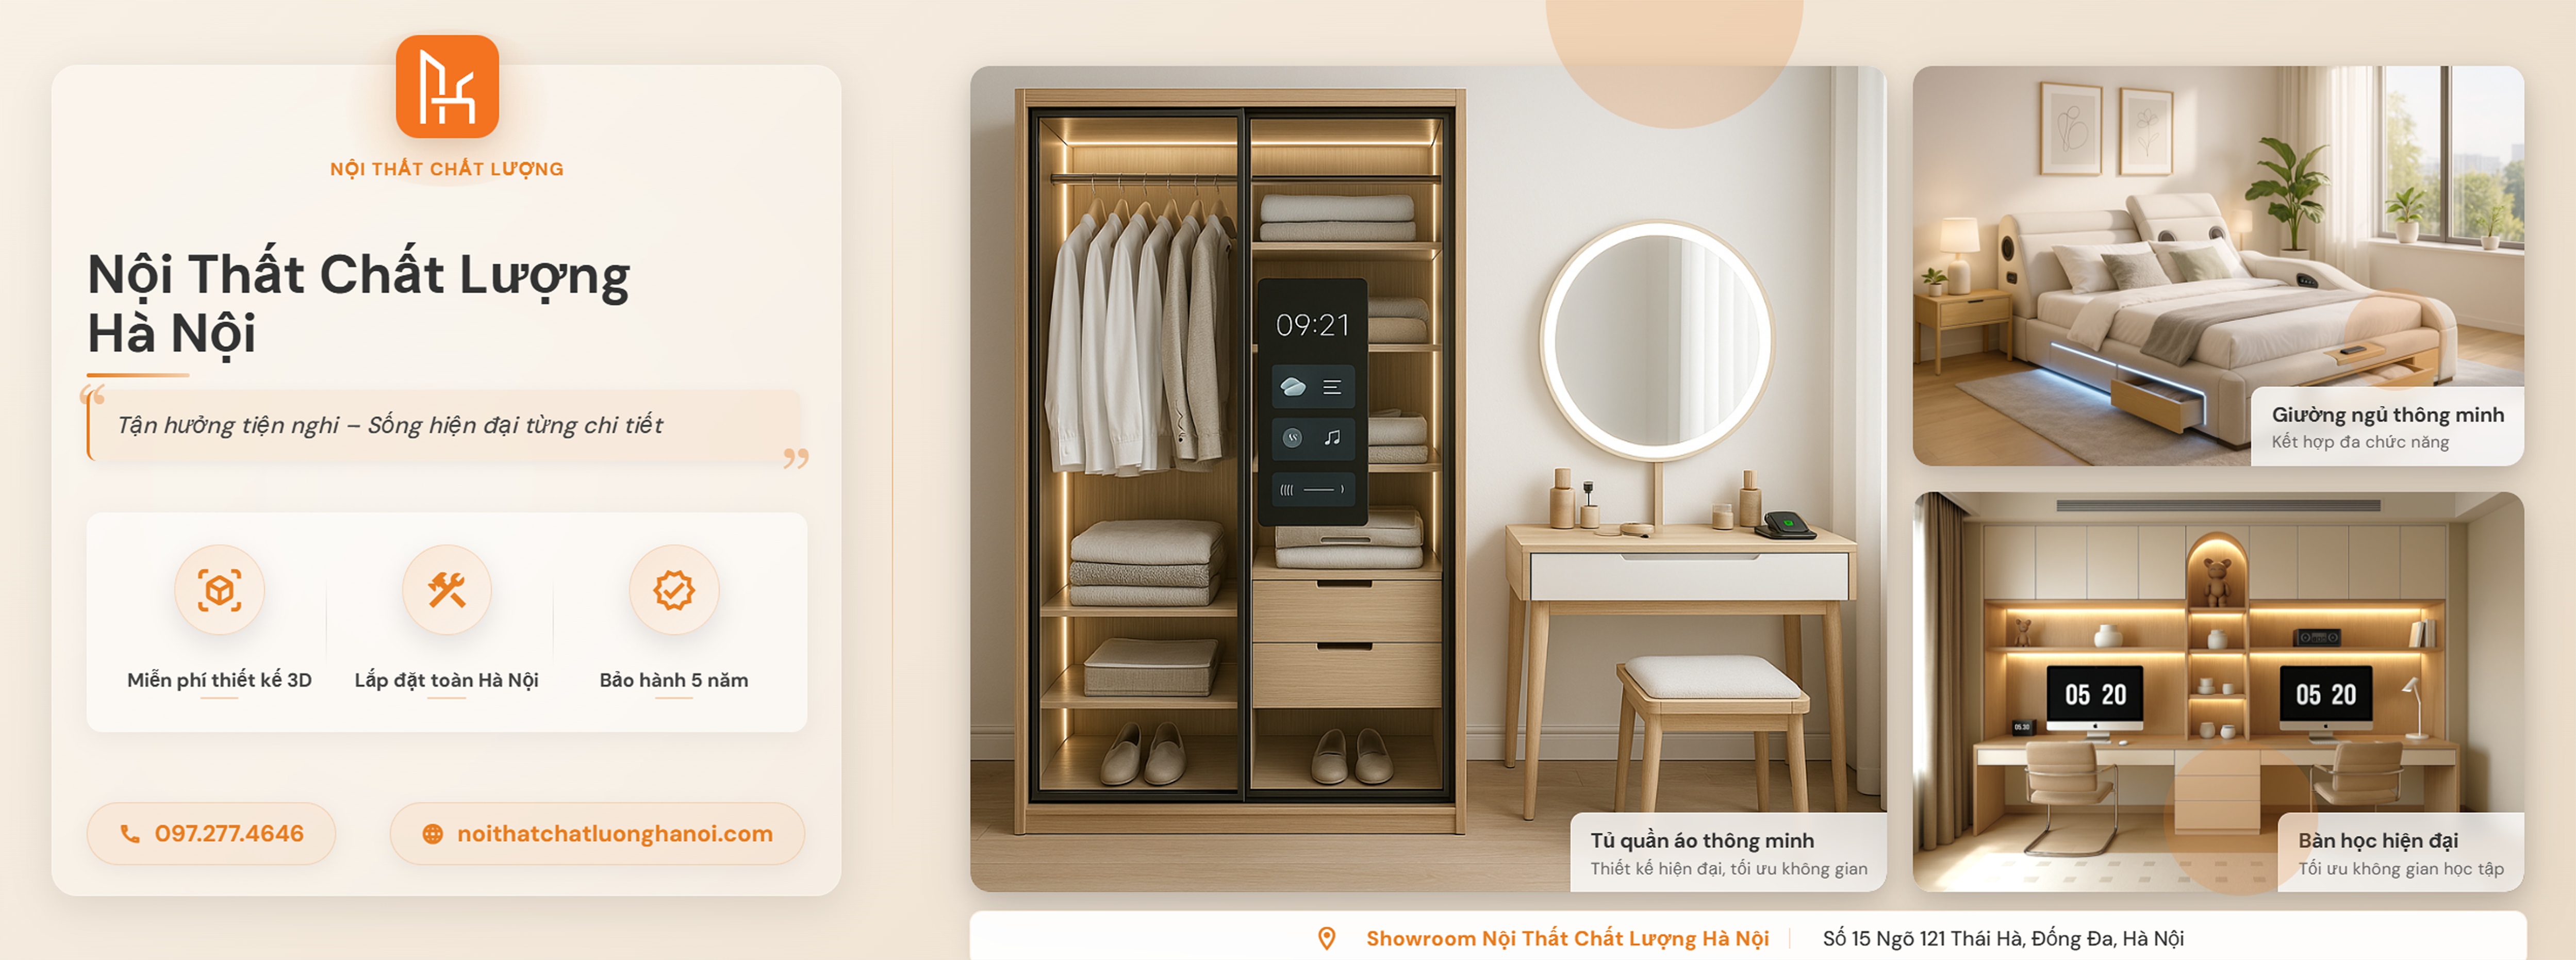 NỘI THẤT CHẤT LƯỢNG
Nội Thất Chất Lượng
Hà Nội
“
Tận hưởng tiện nghi – Sống hiện đại từng chi tiết
”
Miễn phí thiết kế 3D
Lắp đặt toàn Hà Nội
Bảo hành 5 năm
097.277.4646
noithatchatluonghanoi.com
09:21
Tủ quần áo thông minh
Thiết kế hiện đại, tối ưu không gian
Giường ngủ thông minh
Kết hợp đa chức năng
05 20
05 20
05:30
Bàn học hiện đại
Tối ưu không gian học tập
Showroom Nội Thất Chất Lượng Hà Nội
Số 15 Ngõ 121 Thái Hà, Đống Đa, Hà Nội